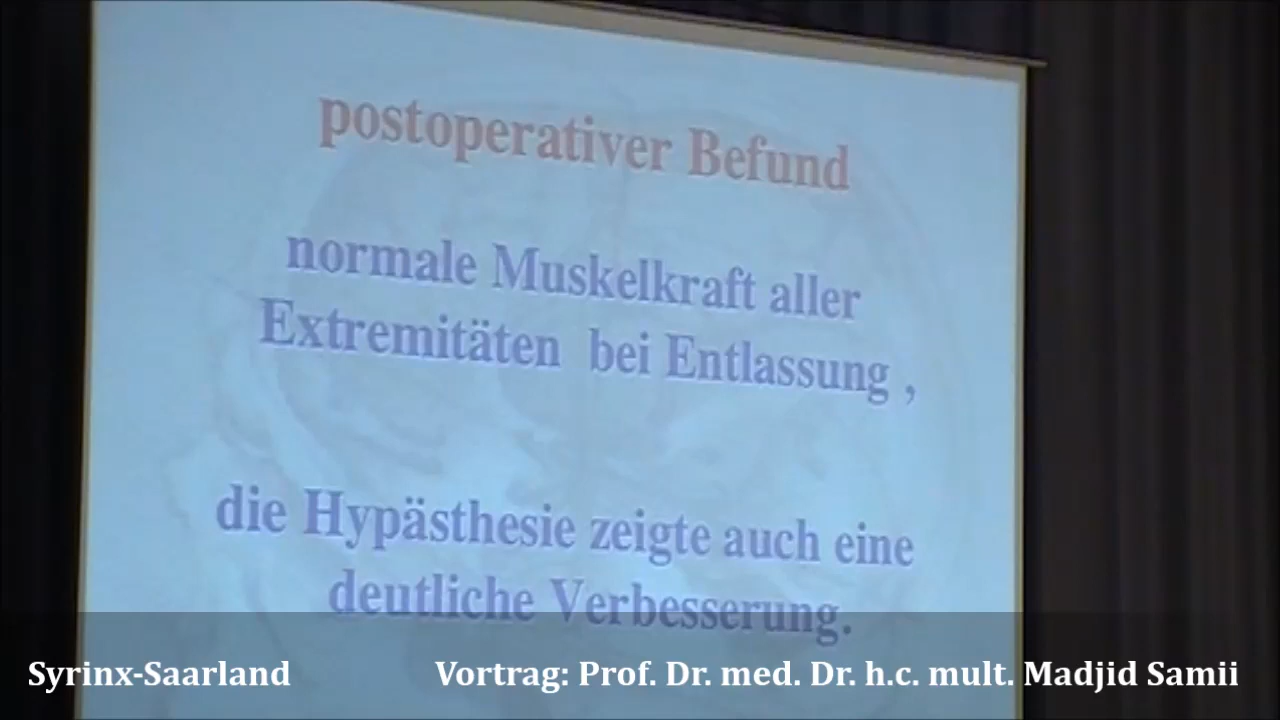 postoperativer Befund
normale Muskelkraft aller
Extremitäten bei Entlassung ,
die Hypästhesie zeigte auch eine
deutliche Verbesserung.
Syrinx-Saarland
Vortrag: Prof. Dr. med. Dr. h.c. mult. Madjid Samii